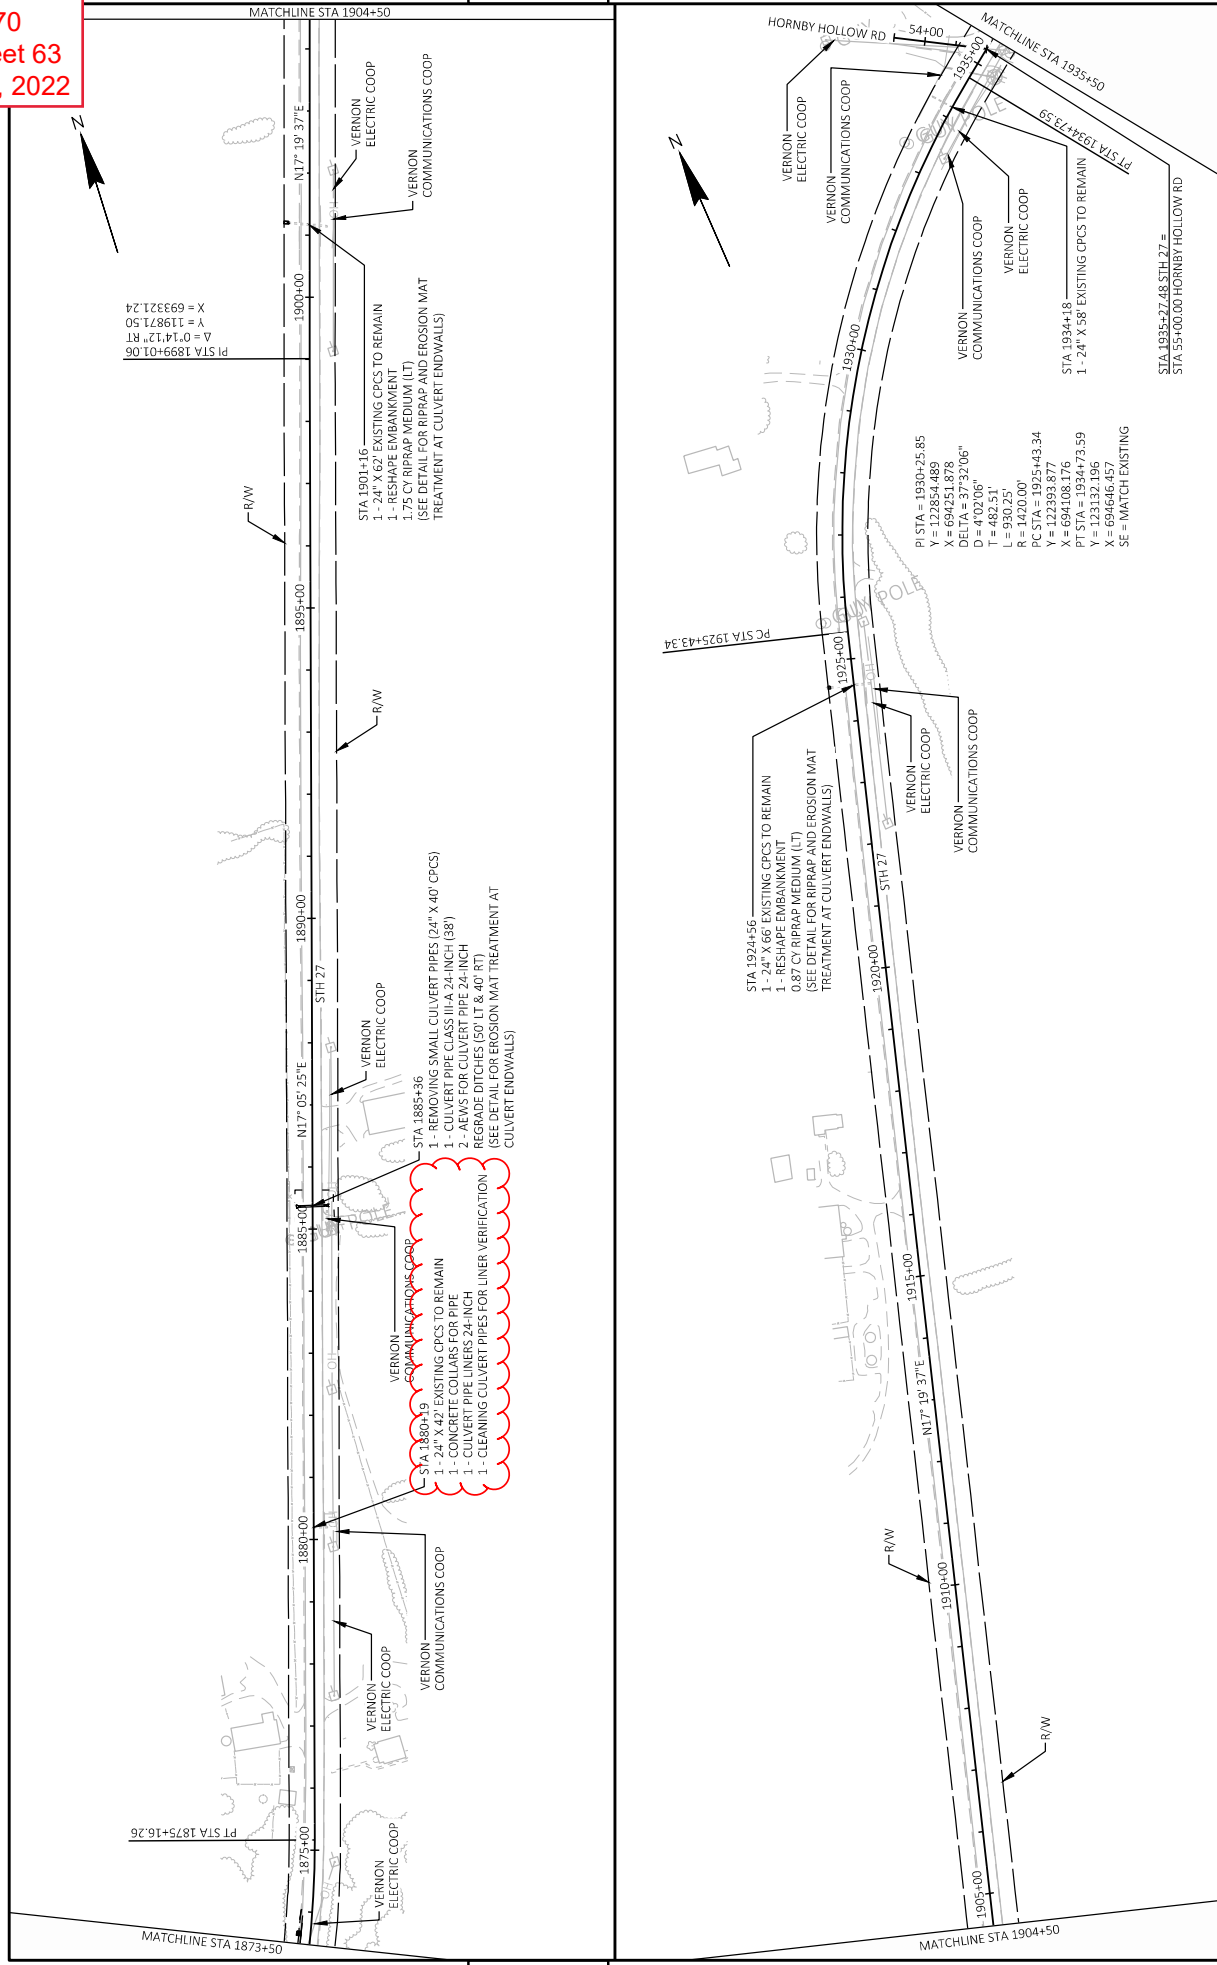 70
eet 63
, 2022
MATCHLINE STA 1904+50
N
N17° 19' 37"E
VERNON
ELECTRIC COOP
VERNON
COMMUNICATIONS COOP
1900+00
PI STA 1899+01.06
Δ = 0°14'12" RT
Y = 119871.50
X = 693321.24
STA 1901+16
1 - 24" X 62' EXISTING CPCS TO REMAIN
1 - RESHAPE EMBANKMENT
1.75 CY RIPRAP MEDIUM (LT)
(SEE DETAIL FOR RIPRAP AND EROSION MAT
TREATMENT AT CULVERT ENDWALLS)
R/W
1895+00
R/W
1890+00
STH 27
VERNON
ELECTRIC COOP
N17° 05' 25"E
STA 1885+36
1 - REMOVING SMALL CULVERT PIPES (24" X 40' CPCS)
1 - CULVERT PIPE CLASS III-A 24-INCH (38')
2 - AEWS FOR CULVERT PIPE 24-INCH
REGRADE DITCHES (50' LT & 40' RT)
(SEE DETAIL FOR EROSION MAT TREATMENT AT
CULVERT ENDWALLS)
1885+00
VERNON
COMMUNICATIONS COOP
STA 1880+19
1 - 24" X 42' EXISTING CPCS TO REMAIN
1 - CONCRETE COLLARS FOR PIPE
1 - CULVERT PIPE LINERS 24-INCH
1 - CLEANING CULVERT PIPES FOR LINER VERIFICATION
1880+00
VERNON
COMMUNICATIONS COOP
VERNON
ELECTRIC COOP
PT STA 1875+16.26
1875+00
VERNON
ELECTRIC COOP
MATCHLINE STA 1873+50
HORNBY HOLLOW RD
54+00
MATCHLINE STA 1935+50
1935+00
VERNON
ELECTRIC COOP
VERNON
COMMUNICATIONS COOP
GUY POLE
PT STA 1934+73.59
N
VERNON
COMMUNICATIONS COOP
VERNON
ELECTRIC COOP
STA 1934+18
1 - 24" X 58' EXISTING CPCS TO REMAIN
STA 1935+27.48 STH 27 =
STA 55+00.00 HORNBY HOLLOW RD
1930+00
PI STA = 1930+25.85
Y = 122854.489
X = 694251.878
DELTA = 37°32'06"
D = 4°02'06"
T = 482.51'
L = 930.25'
R = 1420.00'
PC STA = 1925+43.34
Y = 122393.877
X = 694108.176
PT STA = 1934+73.59
Y = 123132.196
X = 694646.457
SE = MATCH EXISTING
GUY POLE
PC STA 1925+43.34
1925+00
STA 1924+56
1 - 24" X 66' EXISTING CPCS TO REMAIN
1 - RESHAPE EMBANKMENT
0.87 CY RIPRAP MEDIUM (LT)
(SEE DETAIL FOR RIPRAP AND EROSION MAT
TREATMENT AT CULVERT ENDWALLS)
VERNON
ELECTRIC COOP
VERNON
COMMUNICATIONS COOP
STH 27
1920+00
1915+00
N17° 19' 37"E
R/W
1910+00
R/W
1905+00
MATCHLINE STA 1904+50